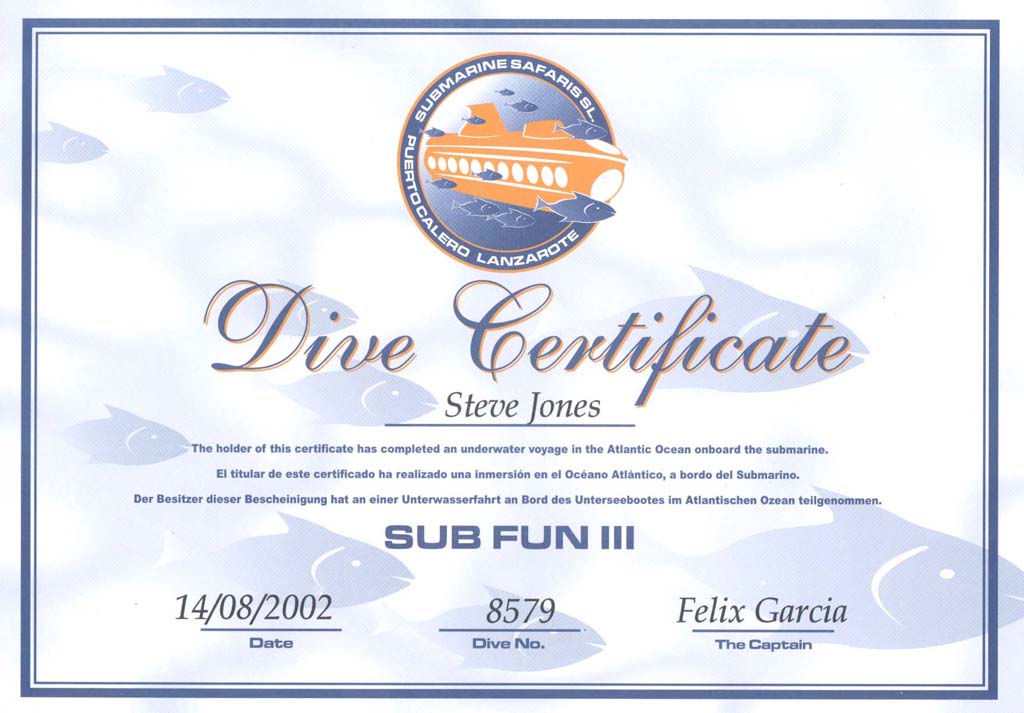 SUBMARINE SAFARIS SL.
PUERTO CALERO LANZAROTE
Dive Certificate
Steve Jones
The holder of this certificate has completed an underwater voyage in the Atlantic Ocean onboard the submarine.
El titular de este certificado ha realizado una inmersión en el Océano Atlántico, a bordo del Submarino.
Der Besitzer dieser Bescheinigung hat an einer Unterwasserfahrt an Bord des Unterseebootes im Atlantischen Ozean teilgenommen.
SUB FUN III
14/08/2002 8579 Felix Garcia
Date Dive No. The Captain